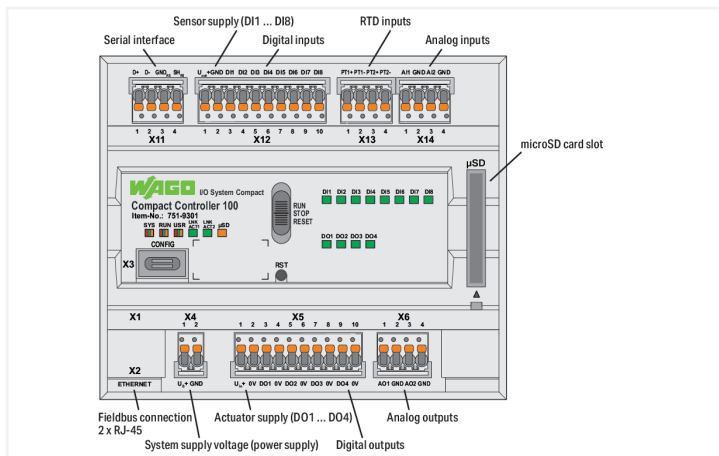 Sensor supply (DI1 ... DI8) RTD inputs
Serial interface Digital inputs Analog inputs
D+ D- GND SH U +GND DI1 DI2 DI3 DI4 DI5 DI6 DI7 DI8 PT1+ PT1- PT2+ PT2- AI1 GND AI2 GND
1 2 3 4 1 2 3 4 5 6 7 8 9 10 1 2 3 4 1 2 3 4
X11 X12 X13 X14
microSD card slot
µSD
WAGO I/O System Compact
Compact Controller 100
Item-No.: 751-9301
SYS RUN USR LNK ACT1 LNK ACT2 µSD
RUN
STOP
RESET
DI1 DI2 DI3 DI4 DI5 DI6 DI7 DI8
DO1 DO2 DO3 DO4
CONFIG
X3
RST
X1 X4 X5 X6
1 2 1 2 3 4 5 6 7 8 9 10 1 2 3 4
X2
ETHERNET U + GND U + 0V DO1 0V DO2 0V DO3 0V DO4 0V AO1 GND AO2 GND
Fieldbus connection
2 x RJ-45
Actuator supply (DO1 ... DO4) Analog outputs
System supply voltage (power supply) Digital outputs